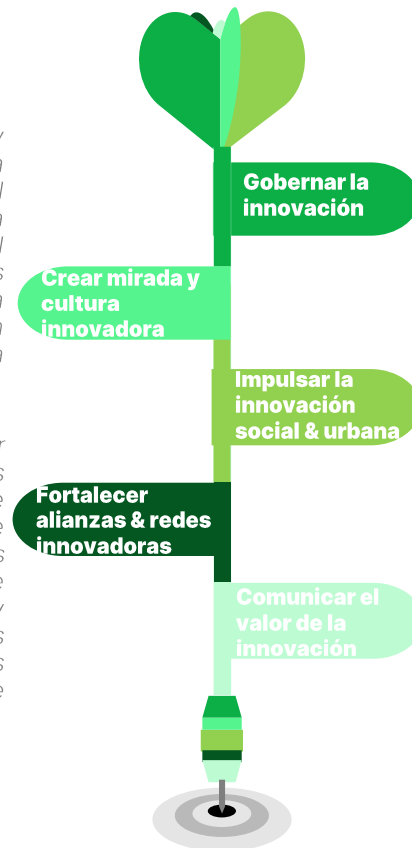 Gobernar la
innovación
Crear mirada y
cultura
innovadora
Impulsar la
innovación
social & urbana
Fortalecer
alianzas & redes
innovadoras
Comunicar el
valor de la
innovación